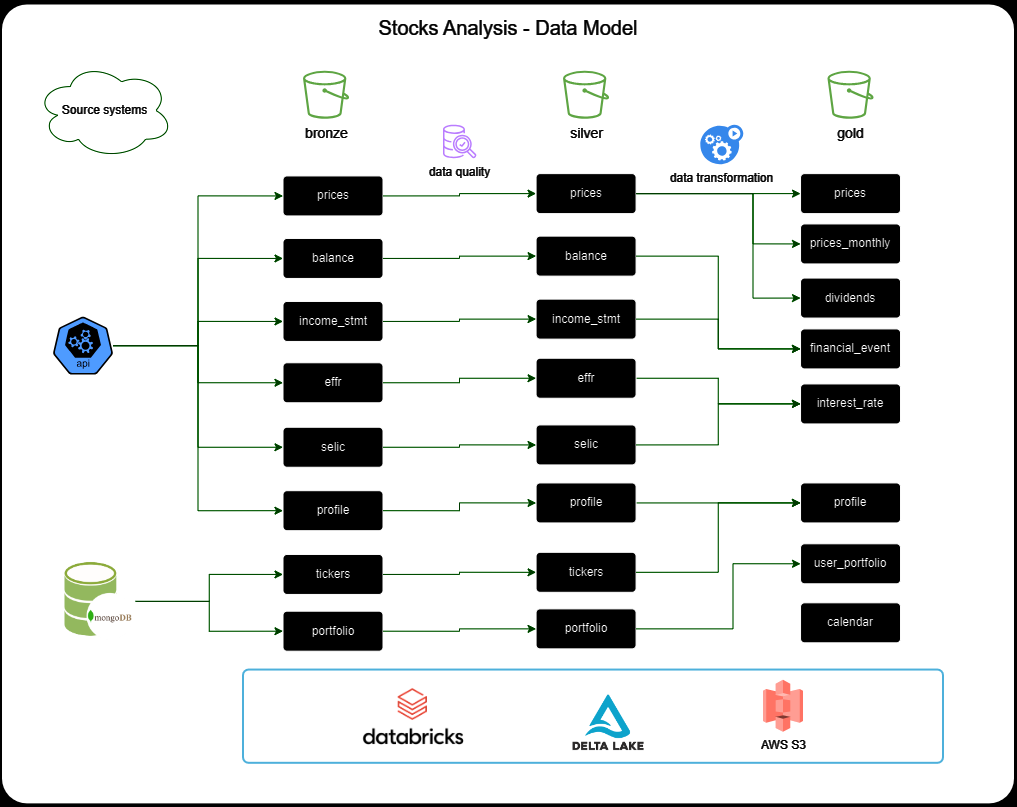 Stocks Analysis - Data Model
Source systems
bronze
silver
gold
data quality
data transformation
prices
prices
prices
prices_monthly
balance
balance
dividends
income_stmt
income_stmt
financial_event
api
effr
effr
interest_rate
selic
selic
profile
profile
profile
tickers
tickers
user_portfolio
mongoDB
portfolio
portfolio
calendar
databricks
DELTA LAKE
AWS S3